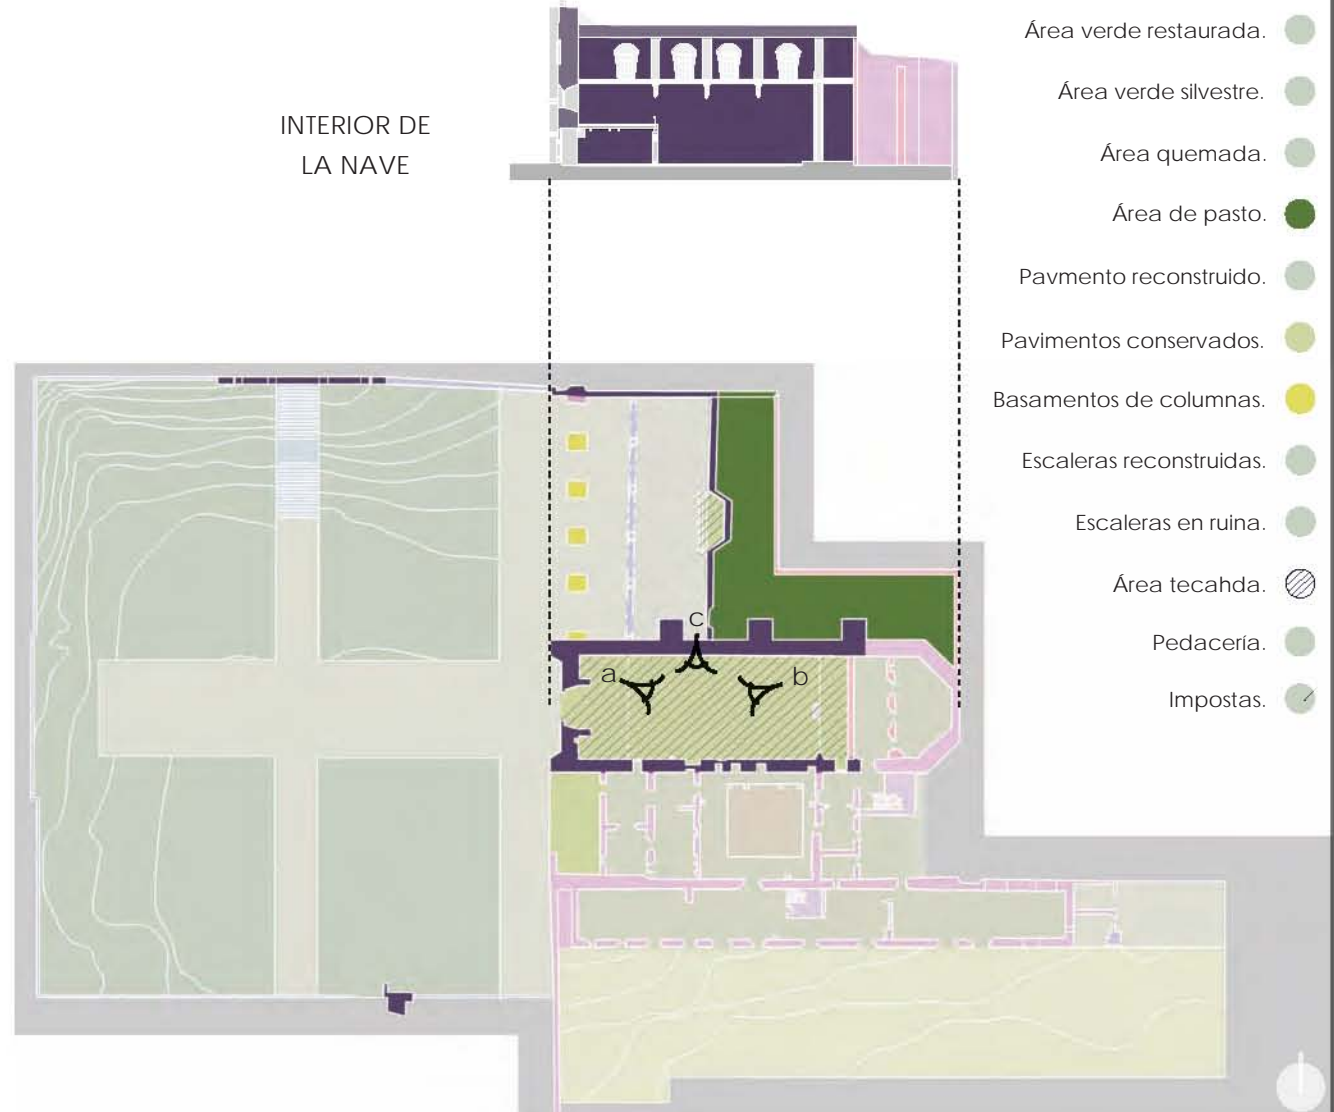 INTERIOR DE
LA NAVE
Área verde restaurada.
Área verde silvestre.
Área quemada.
Área de pasto.
Pavmento reconstruido.
Pavimentos conservados.
Basamentos de columnas.
Escaleras reconstruidas.
Escaleras en ruina.
Área tecahda.
Pedacería.
Impostas.
c
a
b